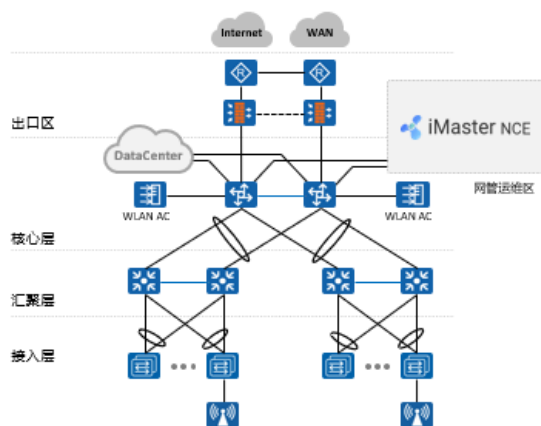 Internet
WAN
出口区
DataCenter
iMaster NCE
网管运维区
WLAN AC
WLAN AC
核心层
汇聚层
接入层